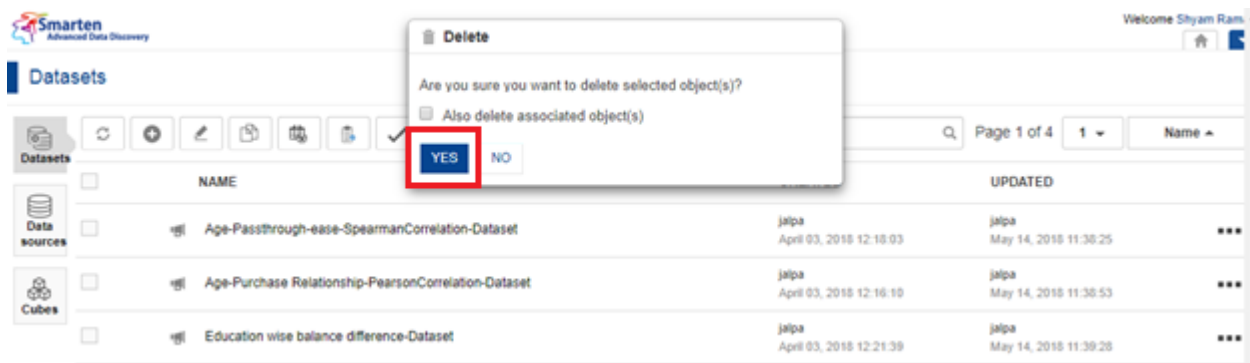 Smarten
Advanced Data Discovery
Welcome Shyam Ram
Delete
Datasets
Are you sure you want to delete selected object(s)?
Also delete associated object(s)
YES NO
Datasets
Page 1 of 4 1 Name
NAME UPDATED
Data
sources
Age-Passthrough-ease-SpearmanCorrelation-Dataset jalpa jalpa
April 03, 2018 12:18:03 May 14, 2018 11:38:25
Cubes
Age-Purchase Relationship-PearsonCorrelation-Dataset jalpa jalpa
April 03, 2018 12:16:10 May 14, 2018 11:38:53
Education wise balance difference-Dataset jalpa jalpa
April 03, 2018 12:21:39 May 14, 2018 11:39:28